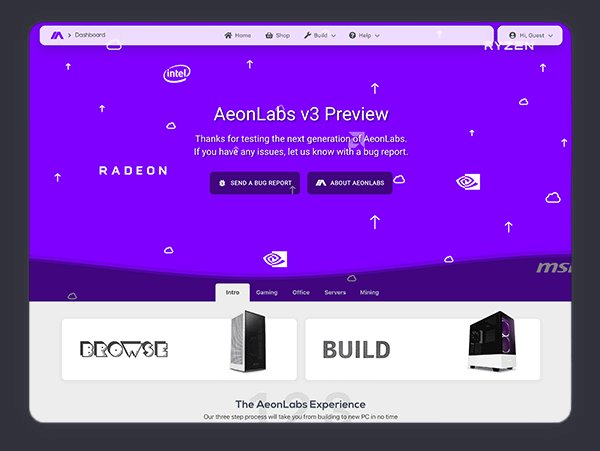 Dashboard
Home
Shop
Build
Help
Hi, Guest
RYZEN
intel
AeonLabs v3 Preview
Thanks for testing the next generation of AeonLabs.
If you have any issues, let us know with a bug report.
RADEON
SEND A BUG REPORT
ABOUT AEONLABS
msi
Intro
Gaming
Office
Servers
Mining
BROWSE
BUILD
123
The AeonLabs Experience
Our three step process will take you from building to new PC in no time